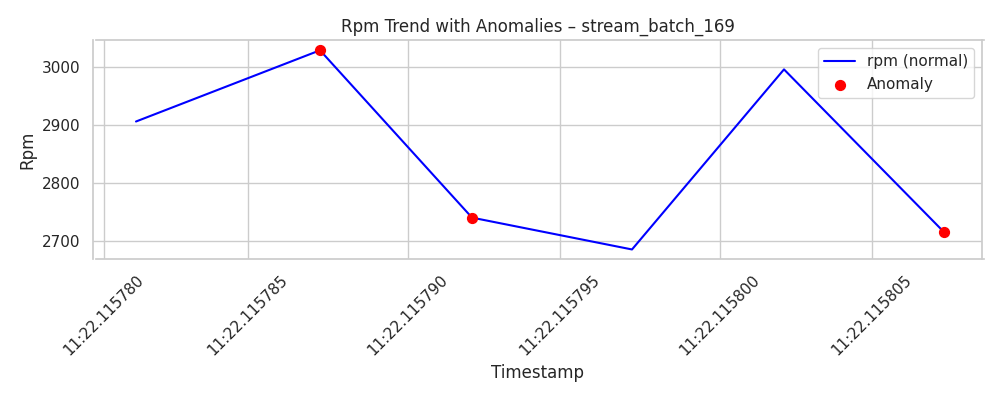 Rpm Trend with Anomalies – stream_batch_169
rpm (normal)
Anomaly
Rpm
3000
2900
2800
2700
11:22.115780
11:22.115785
11:22.115790
11:22.115795
11:22.115800
11:22.115805
Timestamp